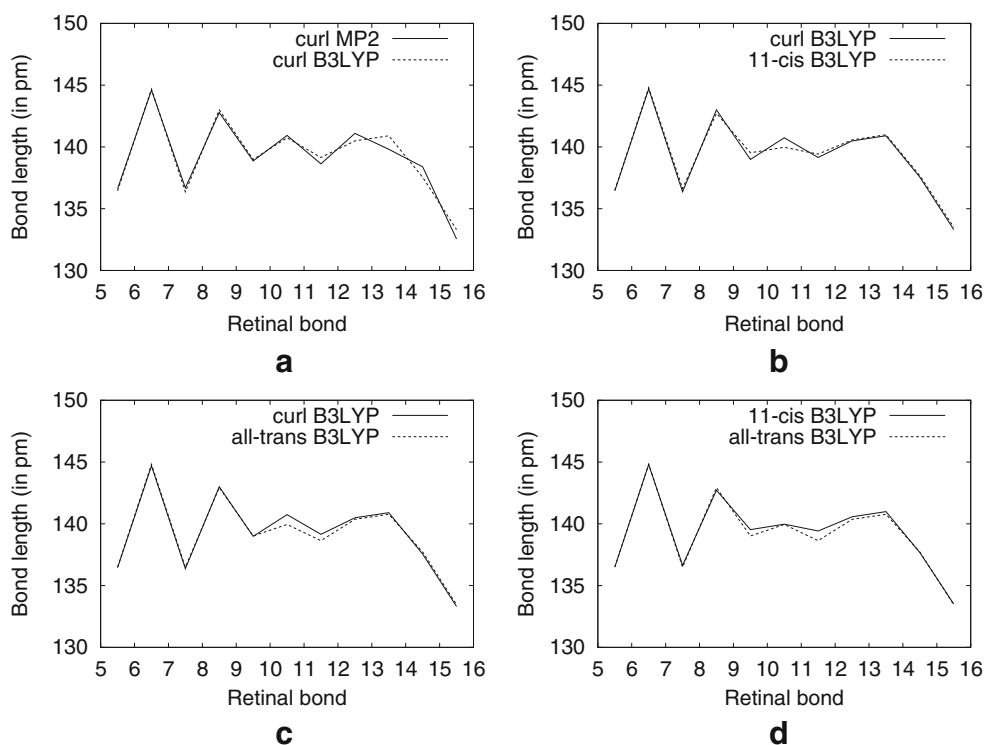 150
145
140
135
130
Bond length (in pm)
curl MP2
curl B3LYP
5 6 7 8 9 10 11 12 13 14 15 16
Retinal bond
a
150
145
140
135
130
Bond length (in pm)
curl B3LYP
11-cis B3LYP
5 6 7 8 9 10 11 12 13 14 15 16
Retinal bond
b
150
145
140
135
130
Bond length (in pm)
curl B3LYP
all-trans B3LYP
5 6 7 8 9 10 11 12 13 14 15 16
Retinal bond
c
150
145
140
135
130
Bond length (in pm)
11-cis B3LYP
all-trans B3LYP
5 6 7 8 9 10 11 12 13 14 15 16
Retinal bond
d